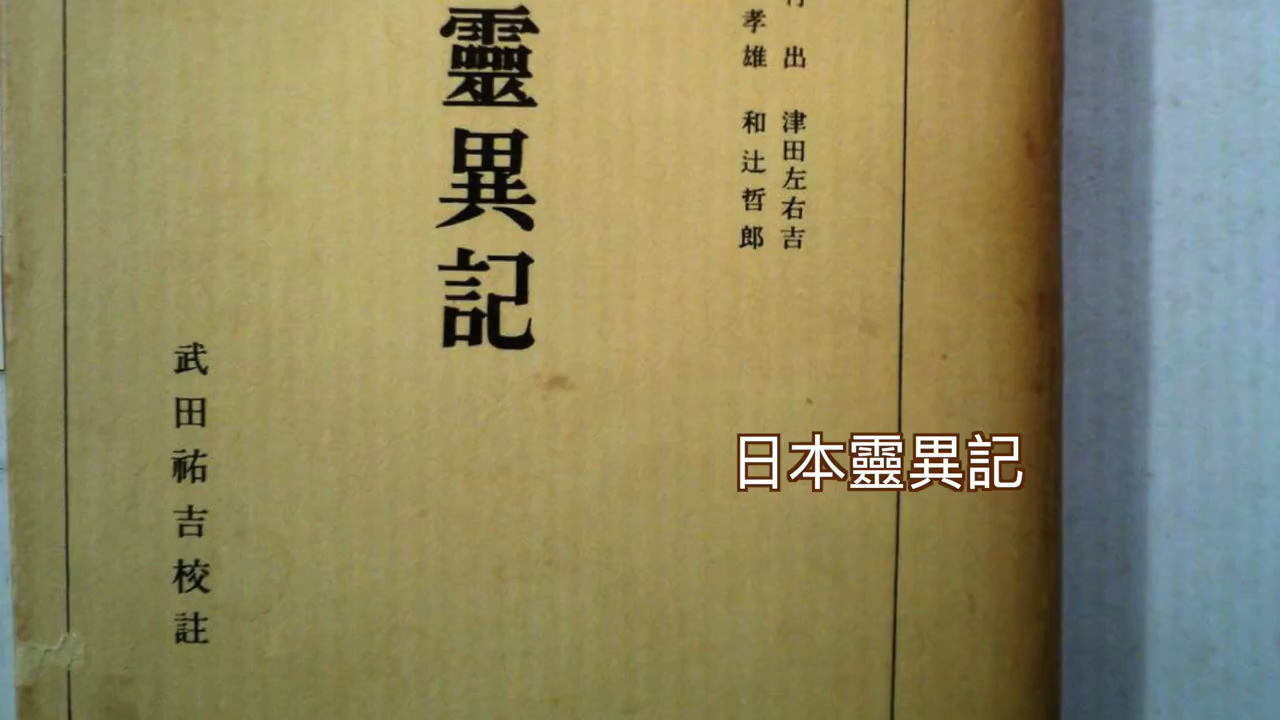 出 津田左右吉
孝雄 和辻哲郎
靈異記
武田祐吉校註
日本靈異記